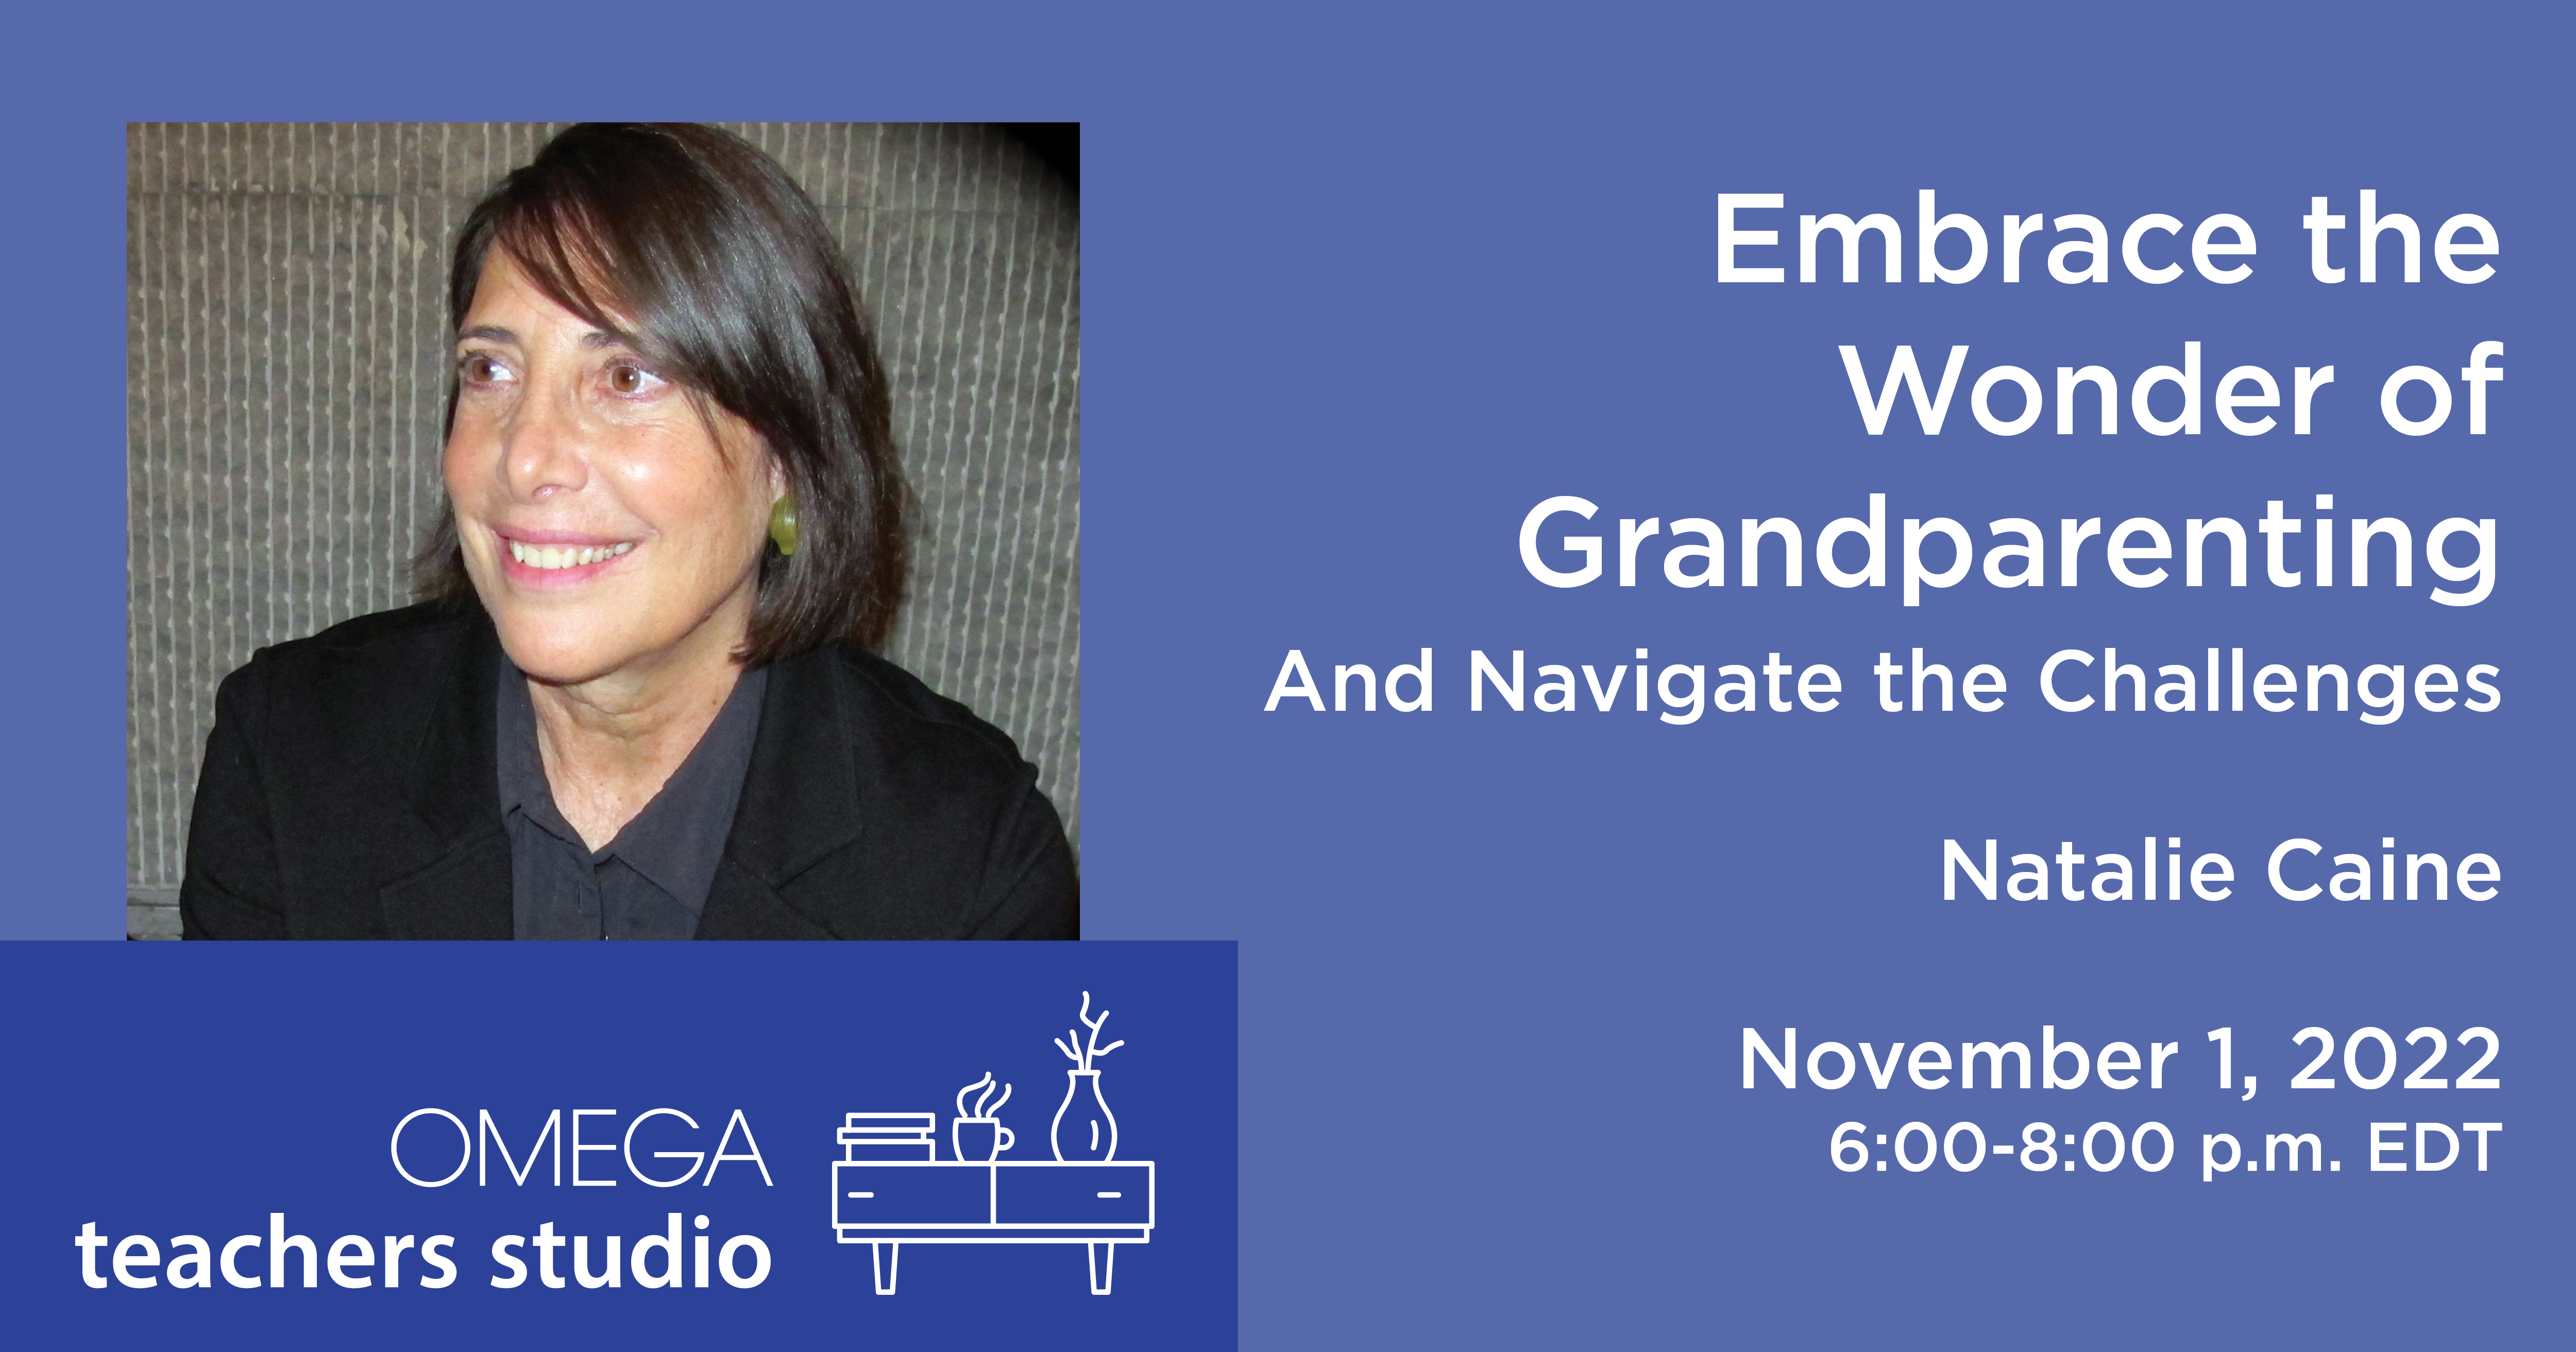 Embrace the
Wonder of
Grandparenting
And Navigate the Challenges
Natalie Caine
November 1, 2022
6:00-8:00 p.m. EDT
OMEGA
teachers studio